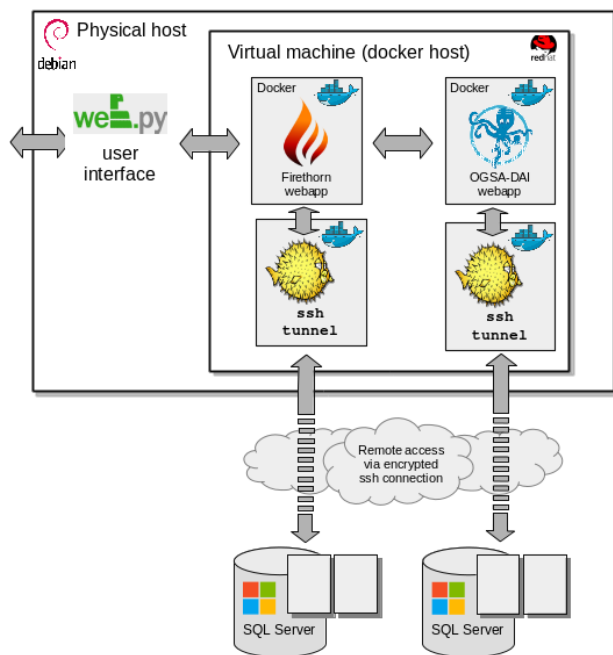 Physical host
debian
Virtual machine (docker host)
redhat
Docker
Docker
web.py
user
interface
Firethorn
webapp
OGSA-DAI
webapp
ssh
tunnel
ssh
tunnel
Remote access
via encrypted
ssh connection
SQL Server
SQL Server